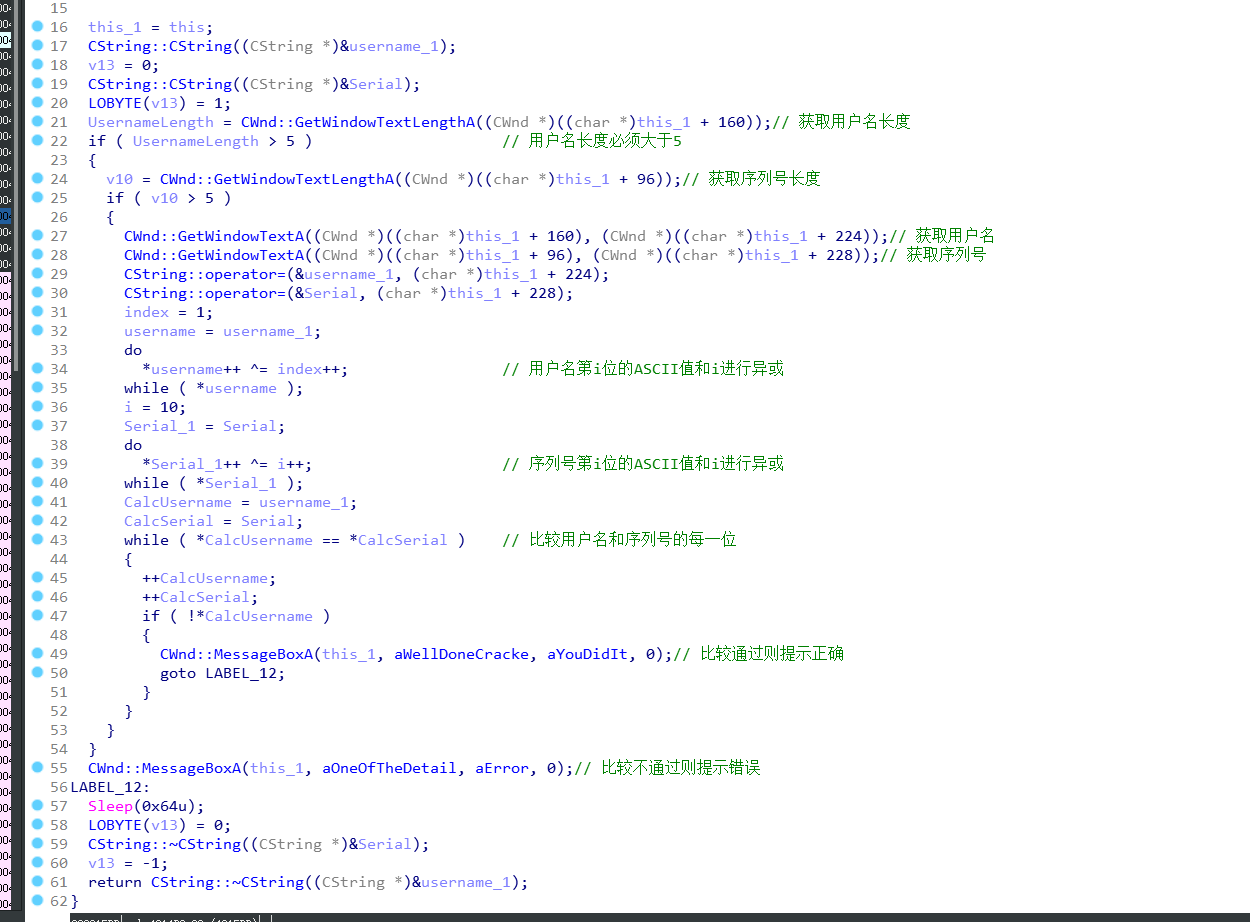 15
16 this_1 = this;
17 CString::CString((CString *)&username_1);
18 v13 = 0;
19 CString::CString((CString *)&Serial);
20 LOBYTE(v13) = 1;
21 UsernameLength = CWnd::GetWindowTextLengthA((CWnd *)((char *)this_1 + 160));// 获取用户名长度
22 if ( UsernameLength > 5 ) // 用户名长度必须大于5
23 {
24 v10 = CWnd::GetWindowTextLengthA((CWnd *)((char *)this_1 + 96));// 获取序列号长度
25 if ( v10 > 5 )
26 {
27 CWnd::GetWindowTextA((CWnd *)((char *)this_1 + 160), (CWnd *)((char *)this_1 + 224));// 获取用户名
28 CWnd::GetWindowTextA((CWnd *)((char *)this_1 + 96), (CWnd *)((char *)this_1 + 228));// 获取序列号
29 CString::operator=(&username_1, (char *)this_1 + 224);
30 CString::operator=(&Serial, (char *)this_1 + 228);
31 index = 1;
32 username = username_1;
33 do
34 *username++ ^= index++; // 用户名第i位的ASCII值和i进行异或
35 while ( *username );
36 i = 10;
37 Serial_1 = Serial;
38 do
39 *Serial_1++ ^= i++; // 序列号第i位的ASCII值和i进行异或
40 while ( *Serial_1 );
41 CalcUsername = username_1;
42 CalcSerial = Serial;
43 while ( *CalcUsername == *CalcSerial ) // 比较用户名和序列号的每一位
44 {
45 ++CalcUsername;
46 ++CalcSerial;
47 if ( !*CalcUsername )
48 {
49 CWnd::MessageBoxA(this_1, aWellDoneCracke, aYouDidIt, 0);// 比较通过则提示正确
50 goto LABEL_12;
51 }
52 }
53 }
54 }
55 CWnd::MessageBoxA(this_1, aOneOfTheDetail, aError, 0);// 比较不通过则提示错误
56 LABEL_12:
57 Sleep(0x64u);
58 LOBYTE(v13) = 0;
59 CString::~CString((CString *)&Serial);
60 v13 = -1;
61 return CString::~CString((CString *)&username_1);
62 }